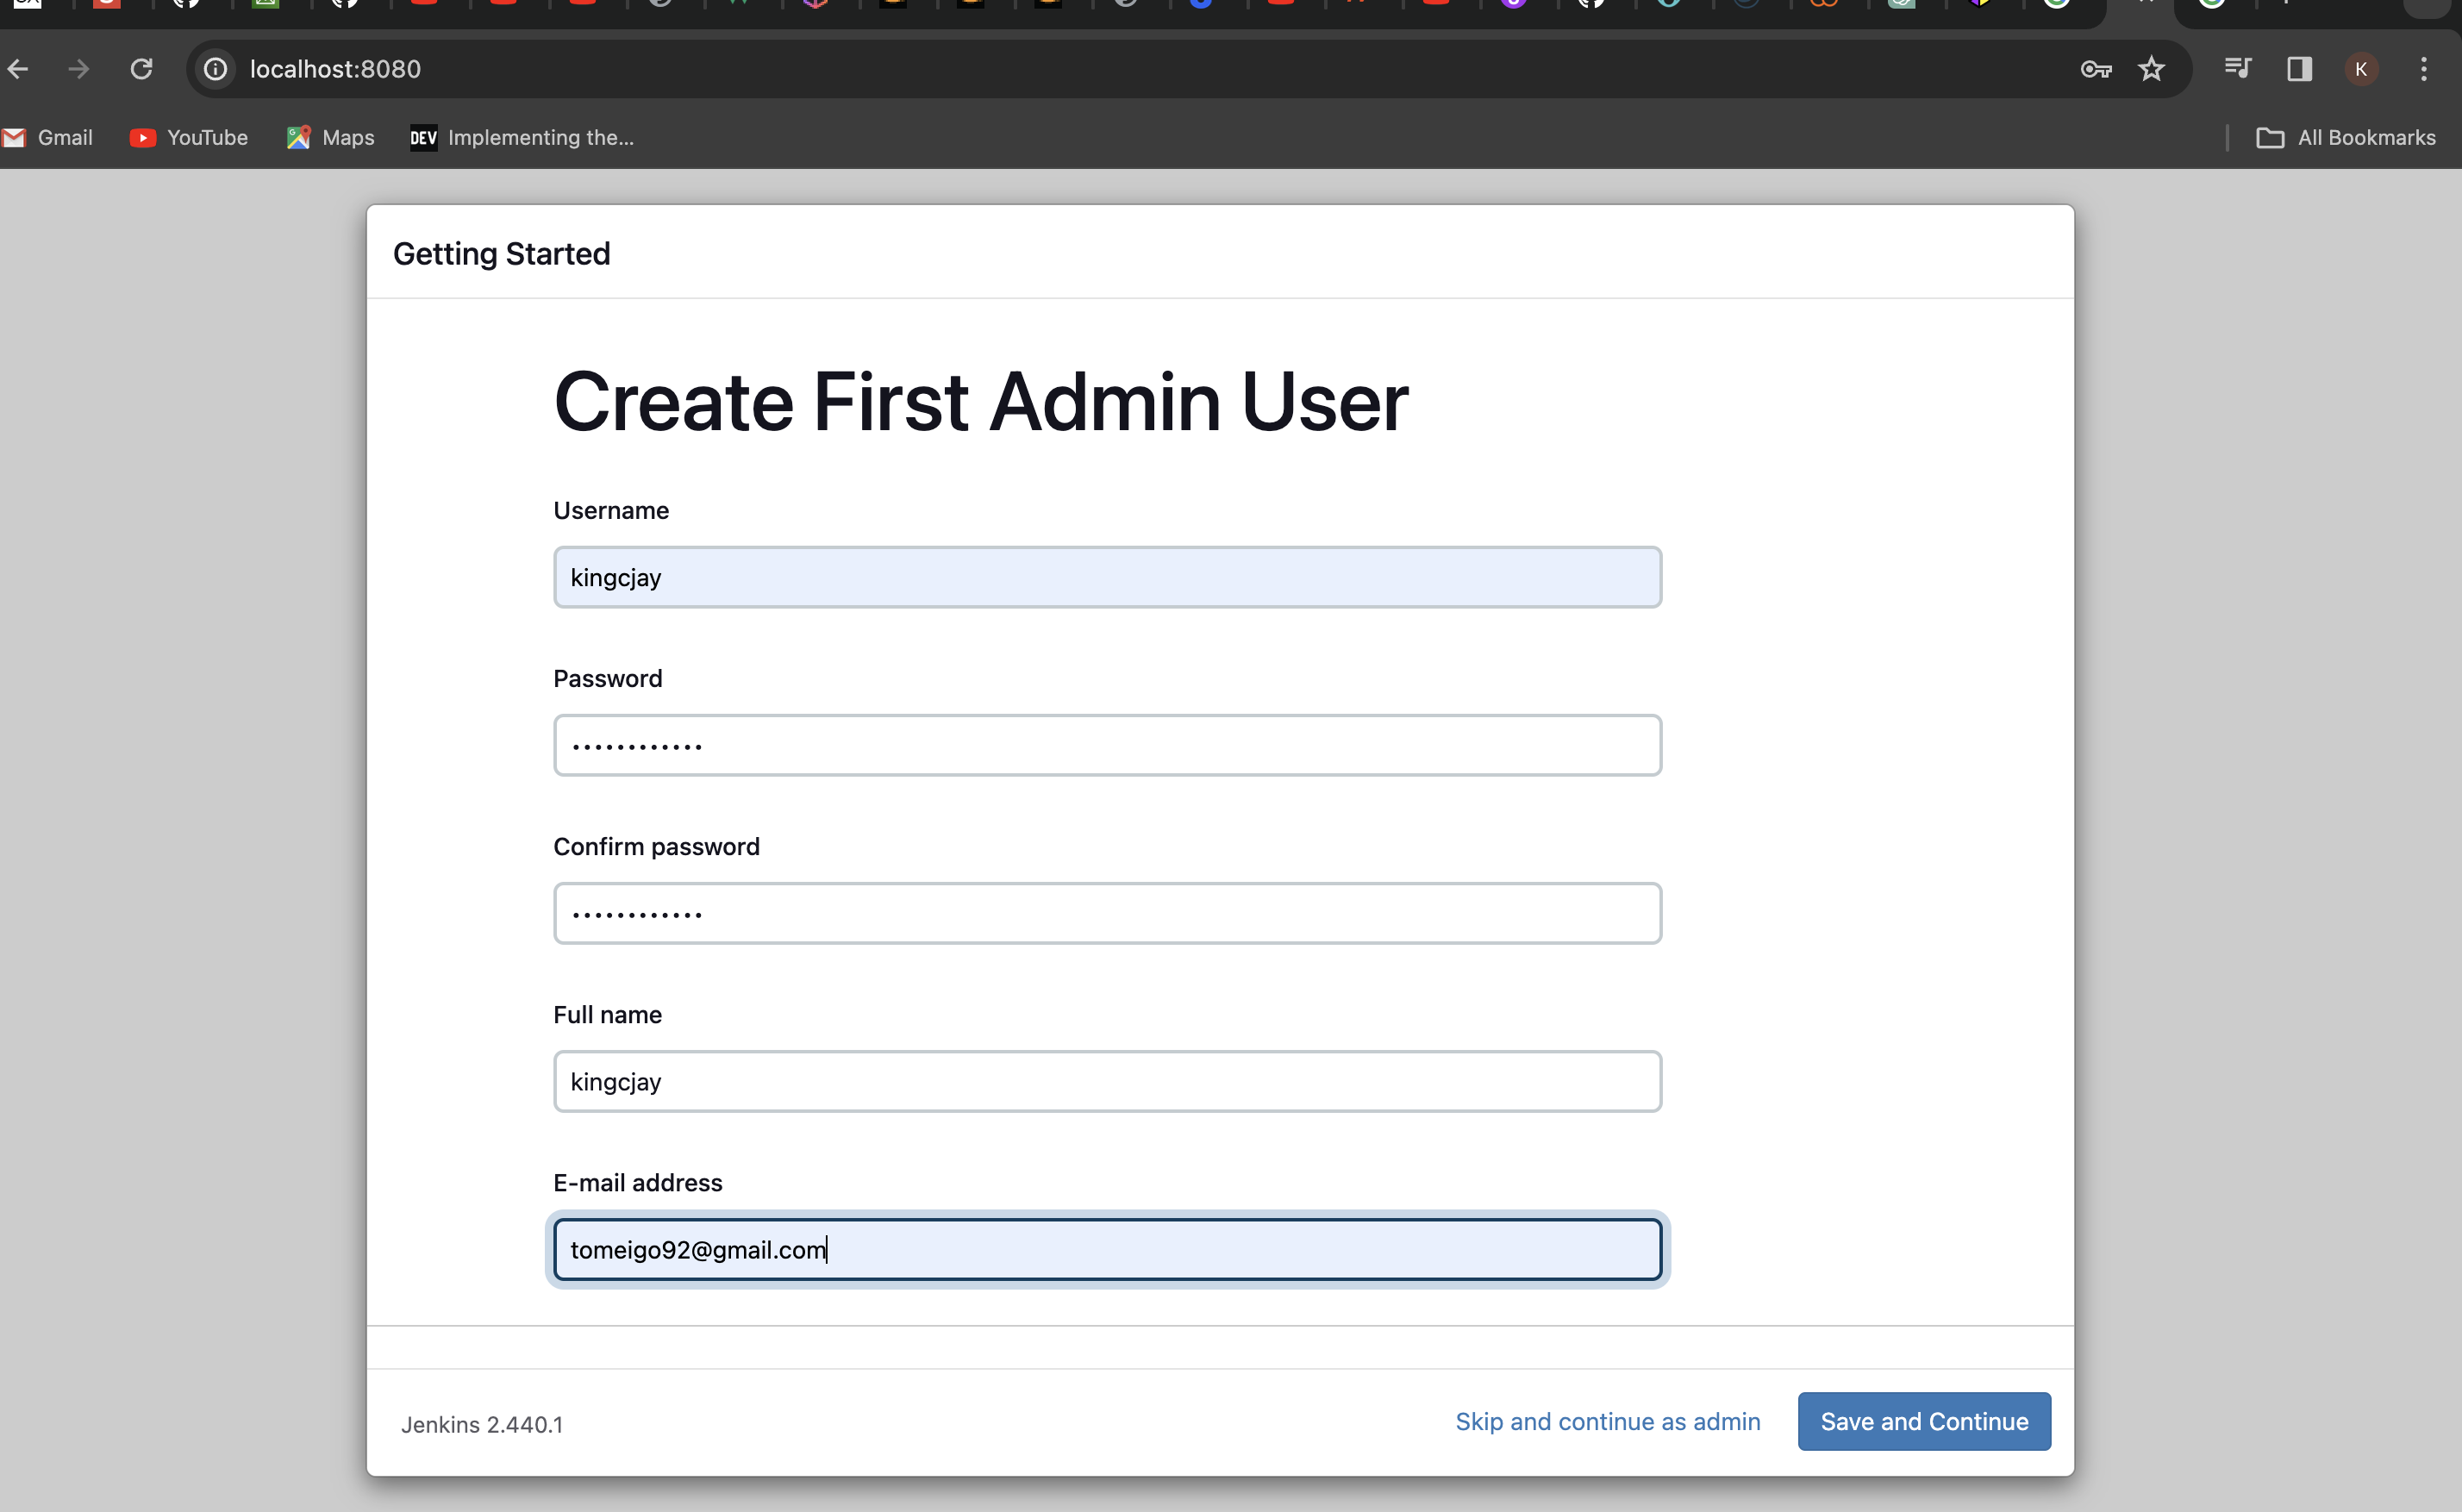 localhost:8080
Gmail
YouTube
Maps
DEV
Implementing the...
All Bookmarks
K
Getting Started
Create First Admin User
Username
kingcjay
Password
••••••••••••
Confirm password
••••••••••••
Full name
kingcjay
E-mail address
tomeigo92@gmail.com
Jenkins 2.440.1
Skip and continue as admin
Save and Continue